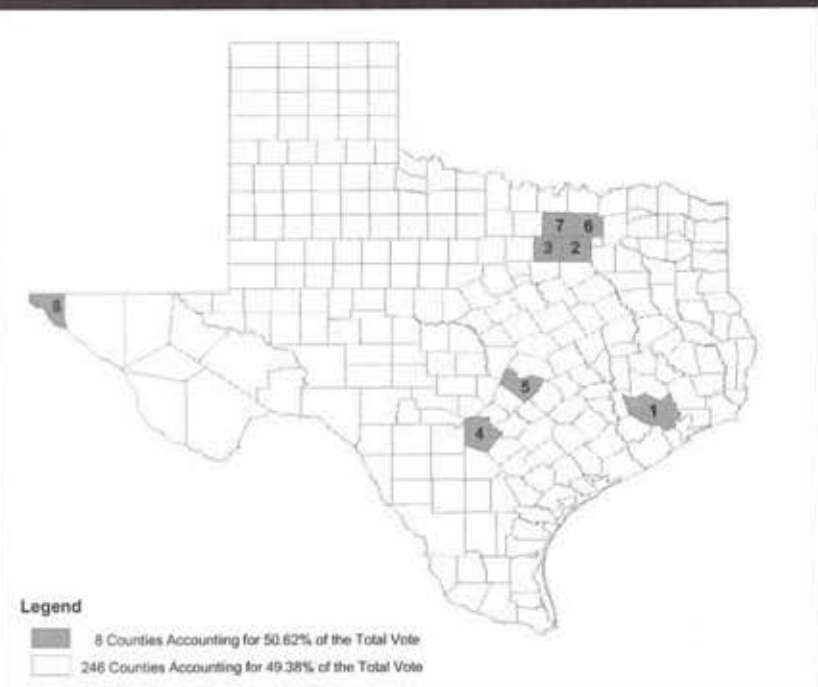 7 6
3 2
8
5
1
4
Legend
8 Counties Accounting for 50.62% of the Total Vote
246 Counties Accounting for 49.38% of the Total Vote